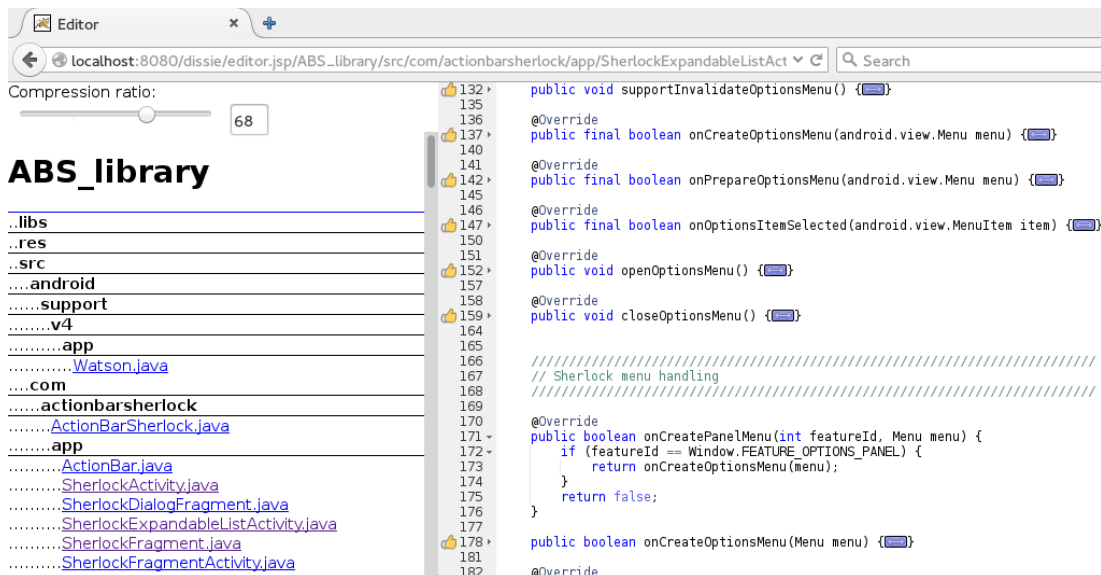 Editor
localhost:8080/dissie/editor.jsp/ABS_library/src/com/actionbarsherlock/app/SherlockExpandableListAct
Search
Compression ratio:
68
ABS_library
..libs
..res
..src
....android
......support
........v4
..........app
............Watson.java
....com
......actionbarsherlock
........ActionBarSherlock.java
........app
..........ActionBar.java
..........SherlockActivity.java
..........SherlockDialogFragment.java
..........SherlockExpandableListActivity.java
..........SherlockFragment.java
..........SherlockFragmentActivity.java
132 public void supportInvalidateOptionsMenu() {}
135
136 @Override
137 public final boolean onCreateOptionsMenu(android.view.Menu menu) {}
140
141 @Override
142 public final boolean onPrepareOptionsMenu(android.view.Menu menu) {}
145
146 @Override
147 public final boolean onOptionsItemSelected(android.view.MenuItem item) {}
150
151 @Override
152 public void openOptionsMenu() {}
157
158 @Override
159 public void closeOptionsMenu() {}
164
165
166 ///////////////////////////////////////////////////////////////////////////
167 // Sherlock menu handling
168 ///////////////////////////////////////////////////////////////////////////
169
170 @Override
171 public boolean onCreatePanelMenu(int featureId, Menu menu) {
172 if (featureId == Window.FEATURE_OPTIONS_PANEL) {
173 return onCreateOptionsMenu(menu);
174 }
175 return false;
176 }
177
178 public boolean onCreateOptionsMenu(Menu menu) {}
181
182 @Override